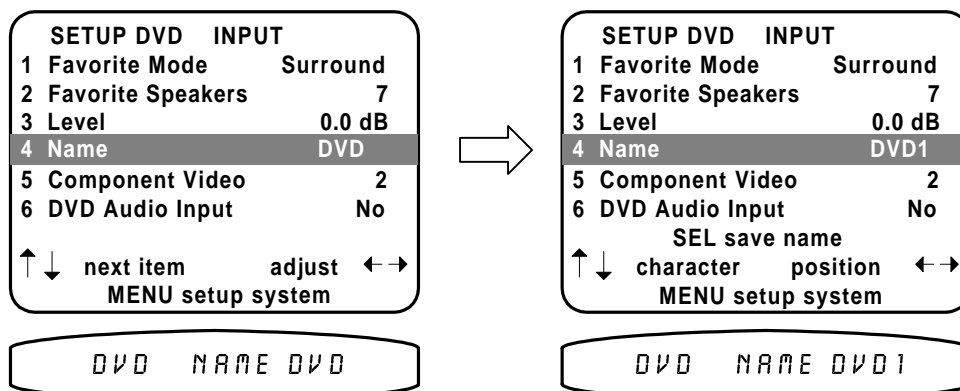 SETUP DVD INPUT
1 Favorite Mode Surround
2 Favorite Speakers 7
3 Level 0.0 dB
4 Name DVD
5 Component Video 2
6 DVD Audio Input No
↑↓ next item adjust ←→
MENU setup system
DVD NAME DVD
SETUP DVD INPUT
1 Favorite Mode Surround
2 Favorite Speakers 7
3 Level 0.0 dB
4 Name DVD1
5 Component Video 2
6 DVD Audio Input No
SEL save name
↑↓ character position ←→
MENU setup system
DVD NAME DVD1